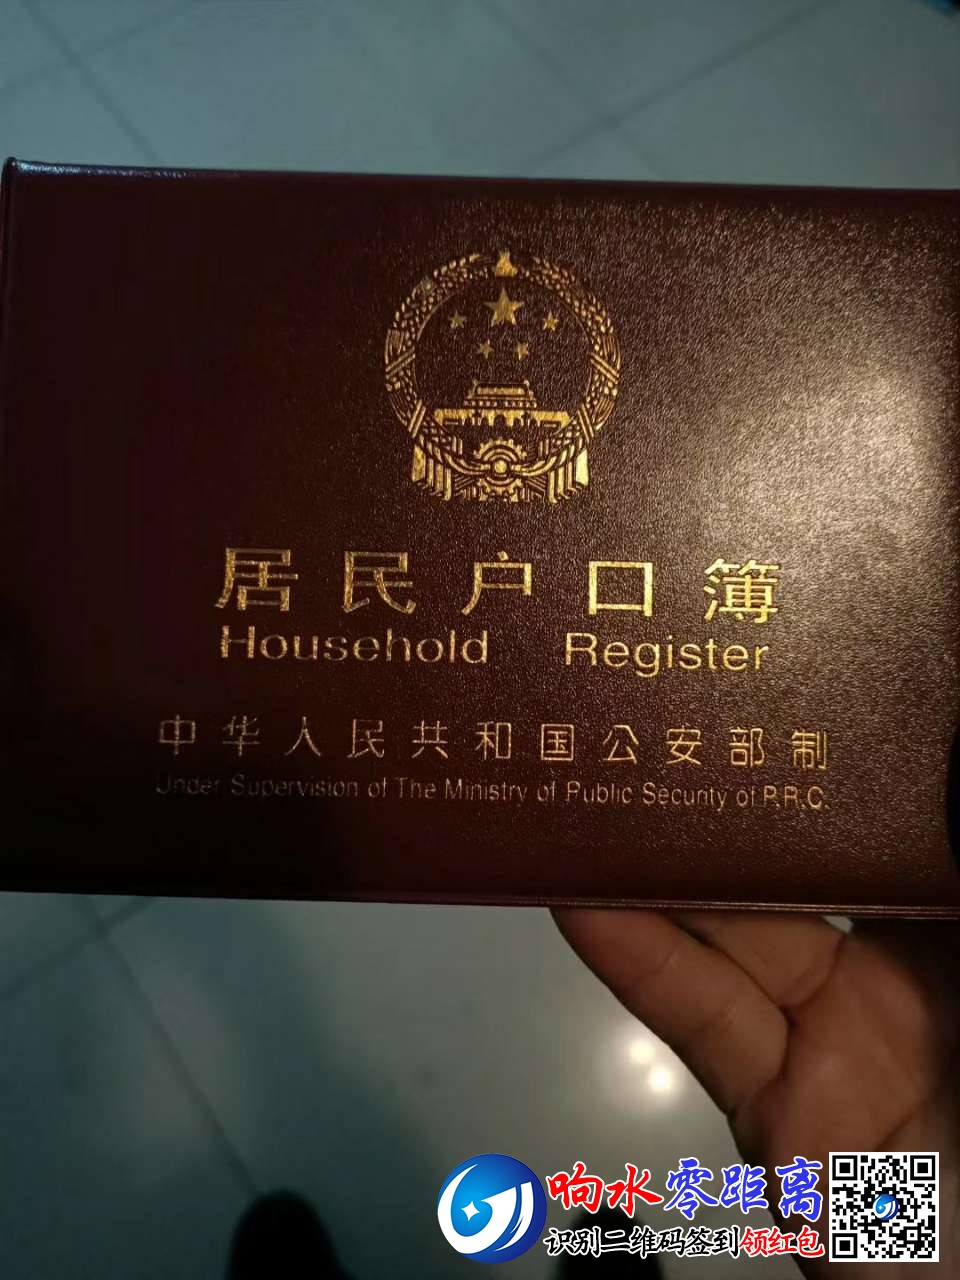 居民户口簿
Household Register
中华人民共和国公安部制
Under Supervision of The Ministry of Public Security of P.R.C.
响水零距离
识别二维码签到领红包